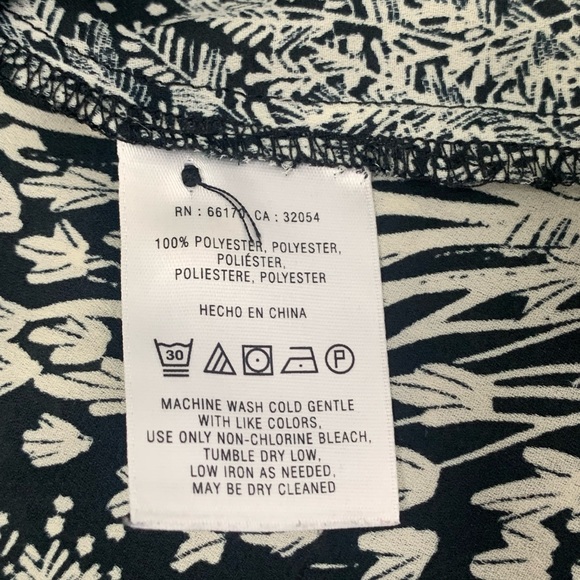 RN : 66170 CA : 32054
100% POLYESTER, POLYESTER,
POLIÉSTER,
POLIESTERE, POLYESTER
HECHO EN CHINA
30 P
MACHINE WASH COLD GENTLE
WITH LIKE COLORS,
USE ONLY NON-CHLORINE BLEACH,
TUMBLE DRY LOW,
LOW IRON AS NEEDED,
MAY BE DRY CLEANED